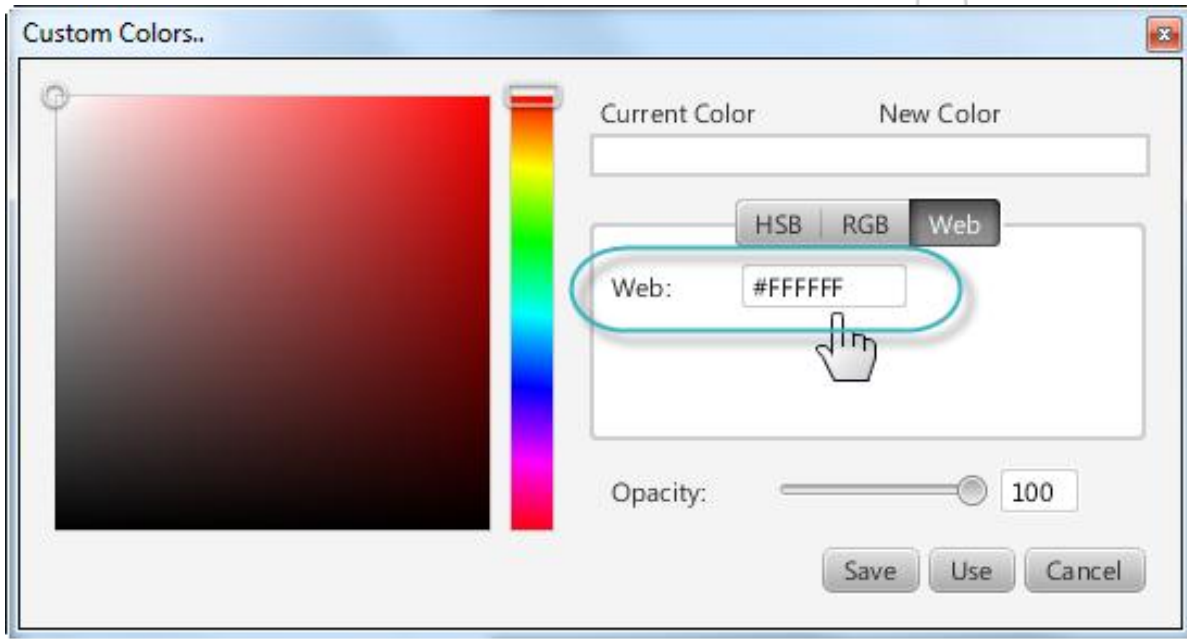 Custom Colors..
Current Color New Color
HSB RGB Web
Web: #FFFFFF
Opacity: 100
Save Use Cancel